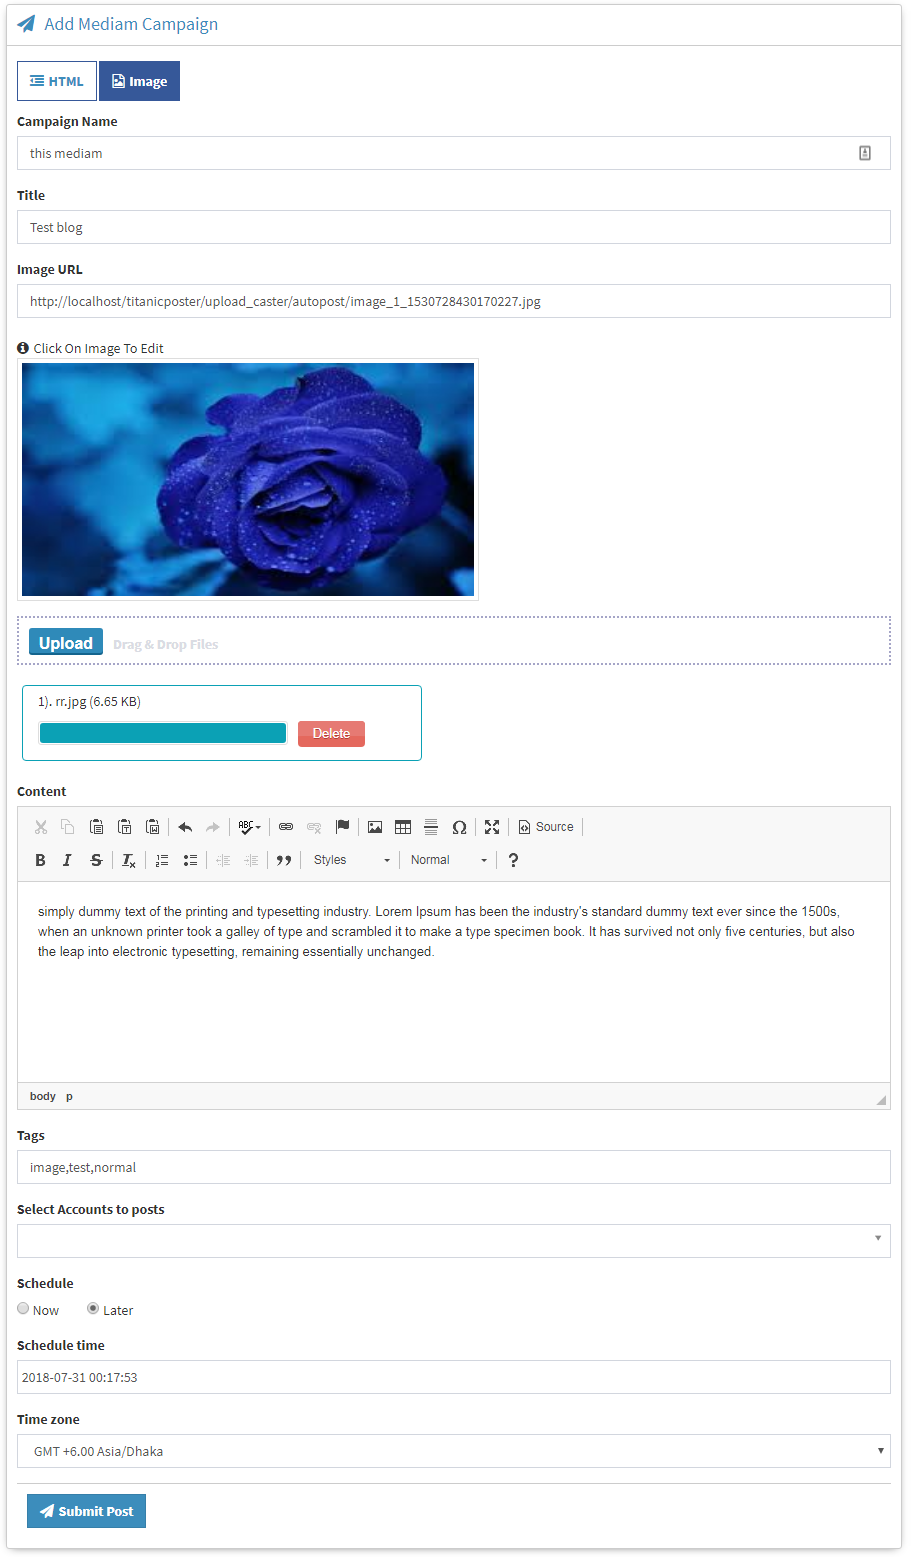 Add Mediam Campaign
HTML Image
Campaign Name
this mediam
Title
Test blog
Image URL
http://localhost/titanicposter/upload_caster/autopost/image_1_1530728430170227.jpg
Click On Image To Edit
Upload Drag & Drop Files
1). rr.jpg (6.65 KB)
Delete
Content
ABC Source
B I S Tx Styles Normal ?
simply dummy text of the printing and typesetting industry. Lorem Ipsum has been the industry's standard dummy text ever since the 1500s,
when an unknown printer took a galley of type and scrambled it to make a type specimen book. It has survived not only five centuries, but also
the leap into electronic typesetting, remaining essentially unchanged.
body p
Tags
image,test,normal
Select Accounts to posts
Schedule
Now Later
Schedule time
2018-07-31 00:17:53
Time zone
GMT +6.00 Asia/Dhaka
Submit Post